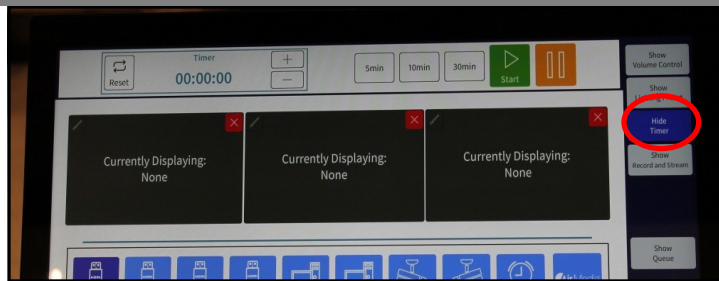 Timer
Reset
00:00:00
+
−
5min
10min
30min
Start
Show
Volume Control
Show
Hide
Timer
Show
Record and Stream
Currently Displaying:
None
Currently Displaying:
None
Currently Displaying:
None
Show
Queue
AirMedia